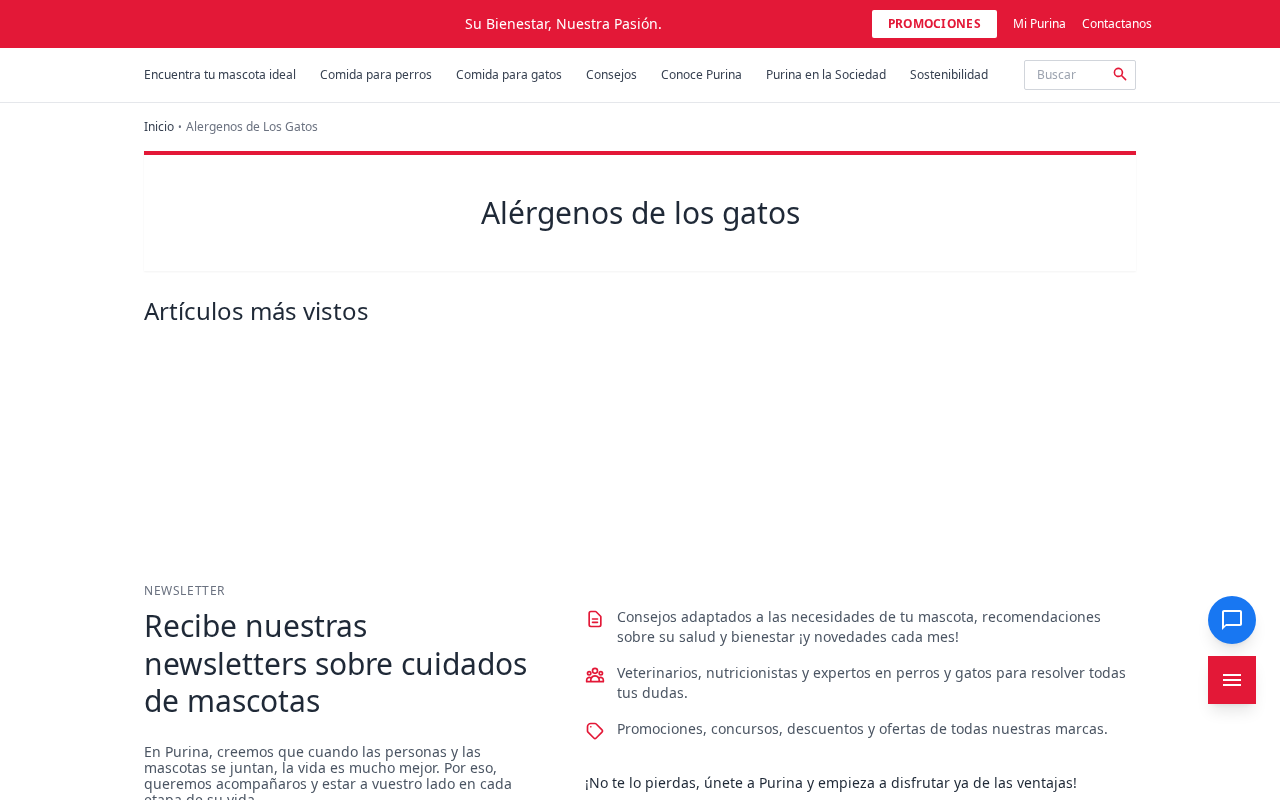 Su Bienestar, Nuestra Pasión.
PROMOCIONES
Mi Purina
Contactanos
Encuentra tu mascota ideal
Comida para perros
Comida para gatos
Consejos
Conoce Purina
Purina en la Sociedad
Sostenibilidad
Buscar
Inicio • Alergenos de Los Gatos
Alérgenos de los gatos
Artículos más vistos
NEWSLETTER
Recibe nuestras
newsletters sobre cuidados
de mascotas
En Purina, creemos que cuando las personas y las
mascotas se juntan, la vida es mucho mejor. Por eso,
queremos acompañaros y estar a vuestro lado en cada
etapa de su vida.
Consejos adaptados a las necesidades de tu mascota, recomendaciones
sobre su salud y bienestar ¡y novedades cada mes!
Veterinarios, nutricionistas y expertos en perros y gatos para resolver todas
tus dudas.
Promociones, concursos, descuentos y ofertas de todas nuestras marcas.
¡No te lo pierdas, únete a Purina y empieza a disfrutar ya de las ventajas!